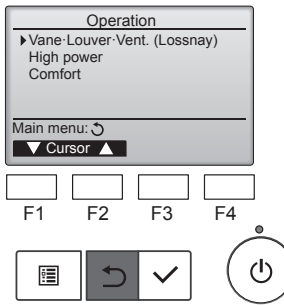 Operation
Vane·Louver·Vent. (Lossnay)
High power
Comfort
Main menu:
Cursor
F1 F2 F3 F4